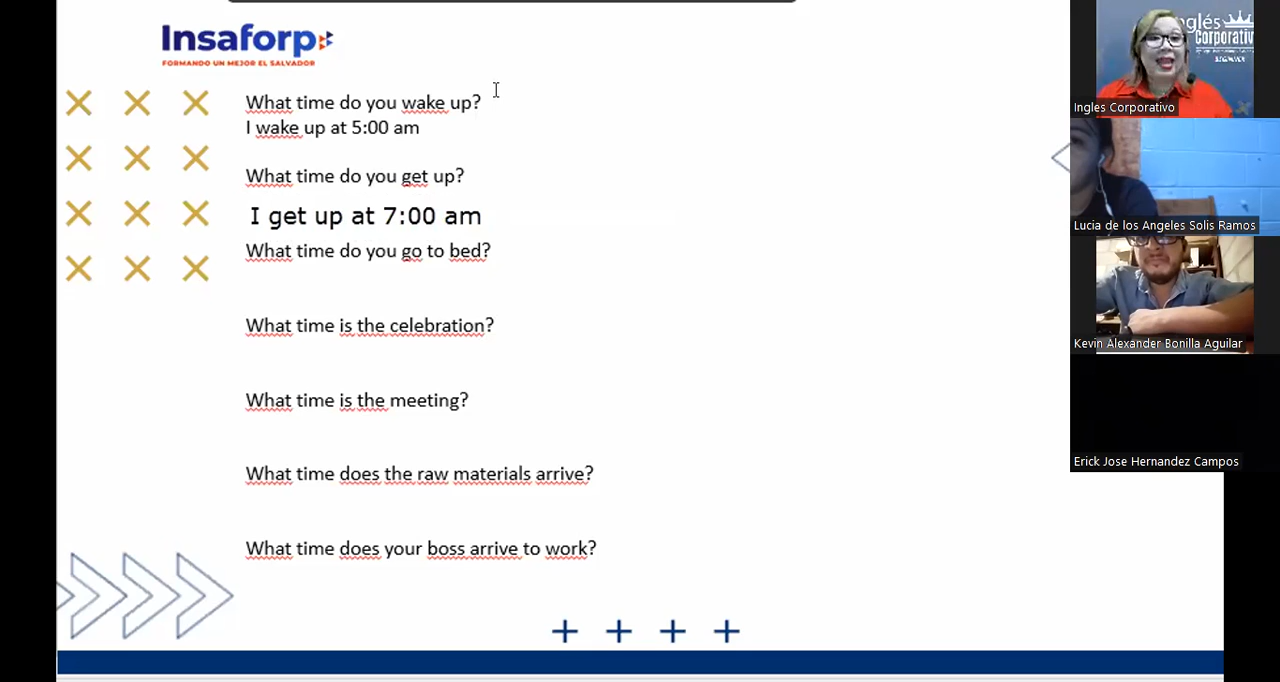 Insaforp
FORMANDO UN MEJOR EL SALVADOR
What time do you wake up?
I wake up at 5:00 am
What time do you get up?
I get up at 7:00 am
What time do you go to bed?
What time is the celebration?
What time is the meeting?
What time does the raw materials arrive?
What time does your boss arrive to work?
Inglés
Corporativo
Ingles Corporativo
Lucia de los Angeles Solis Ramos
Kevin Alexander Bonilla Aguilar
Erick Jose Hernandez Campos